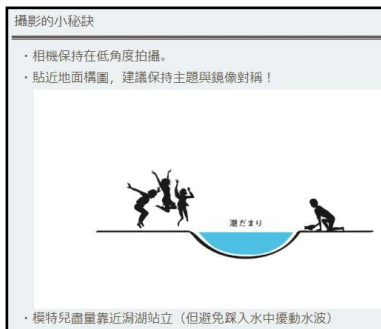 攝影的小秘訣
・相機保持在低角度拍攝。
・貼近地面構圖，建議保持主題與鏡像對稱！
潮だまり
・模特兒盡量靠近潟湖站立（但避免踩入水中擾動水波）